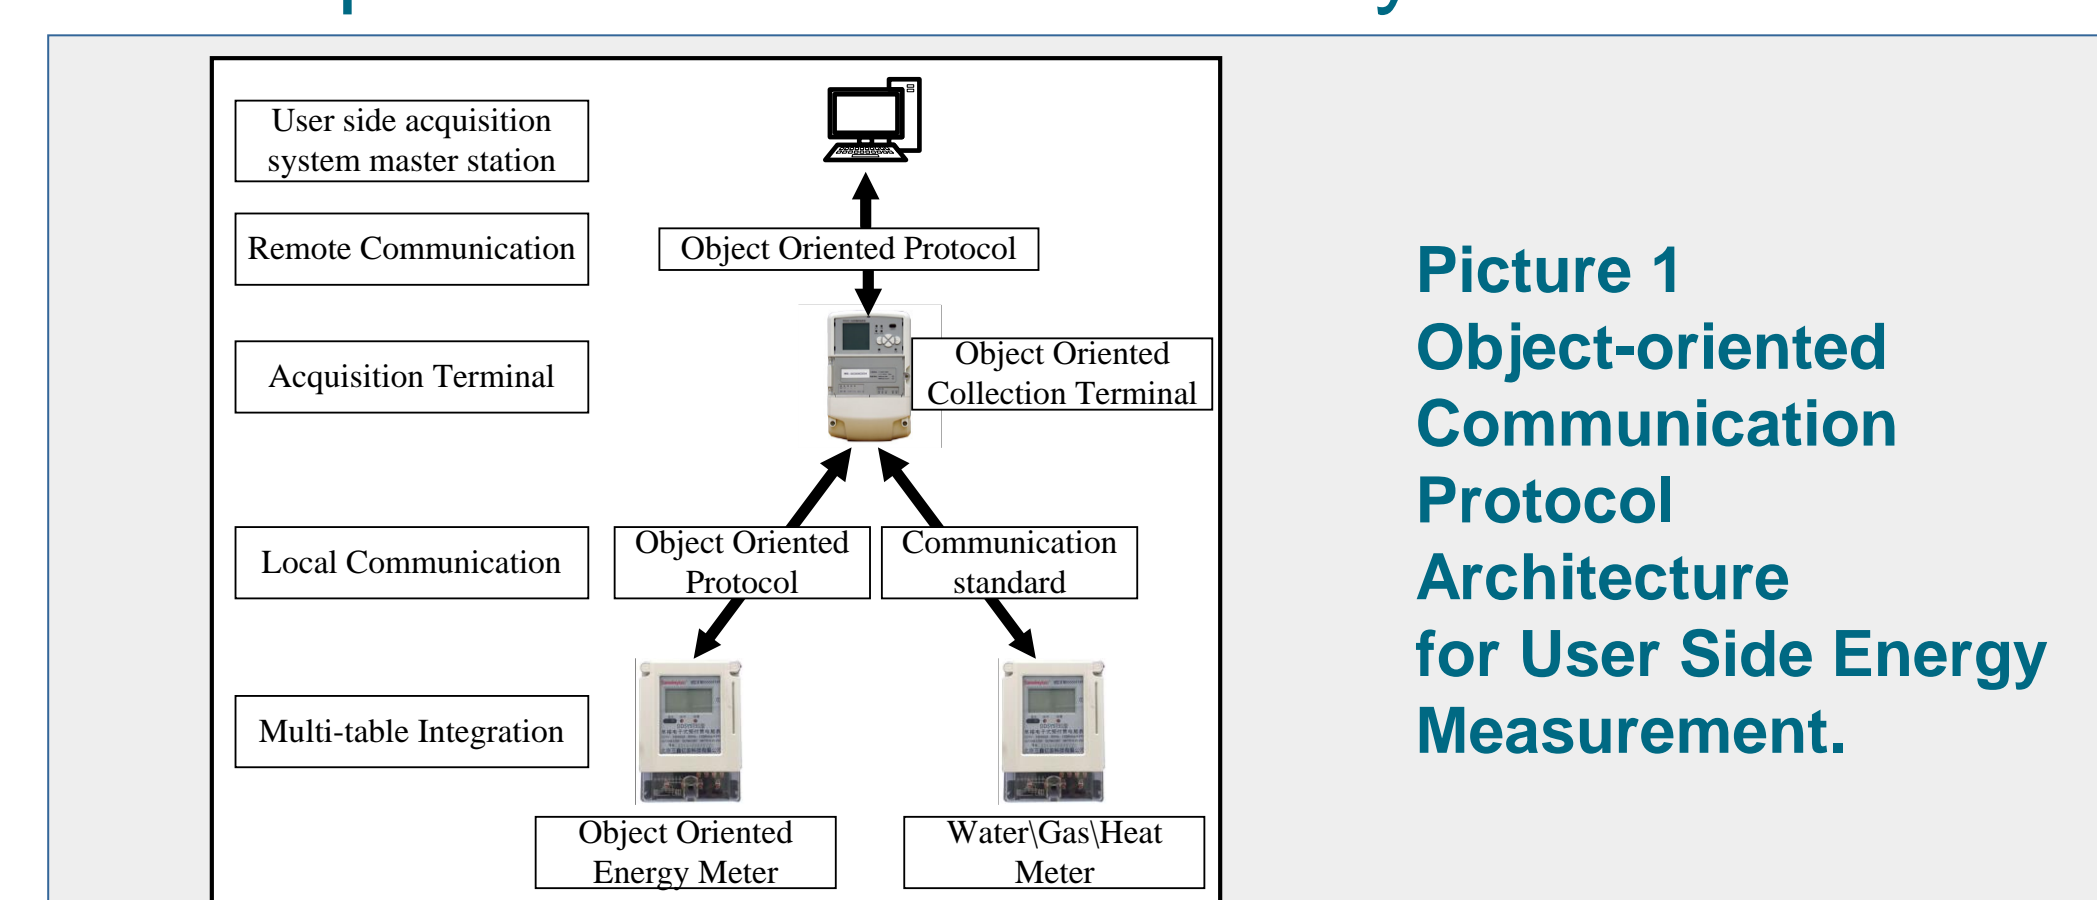 User side acquisition
system master station
Remote Communication
Object Oriented Protocol
Acquisition Terminal
Object Oriented
Collection Terminal
Local Communication
Object Oriented
Protocol
Communication
standard
Multi-table Integration
Object Oriented
Energy Meter
Water\Gas\Heat
Meter
Picture 1
Object-oriented
Communication
Protocol
Architecture
for User Side Energy
Measurement.